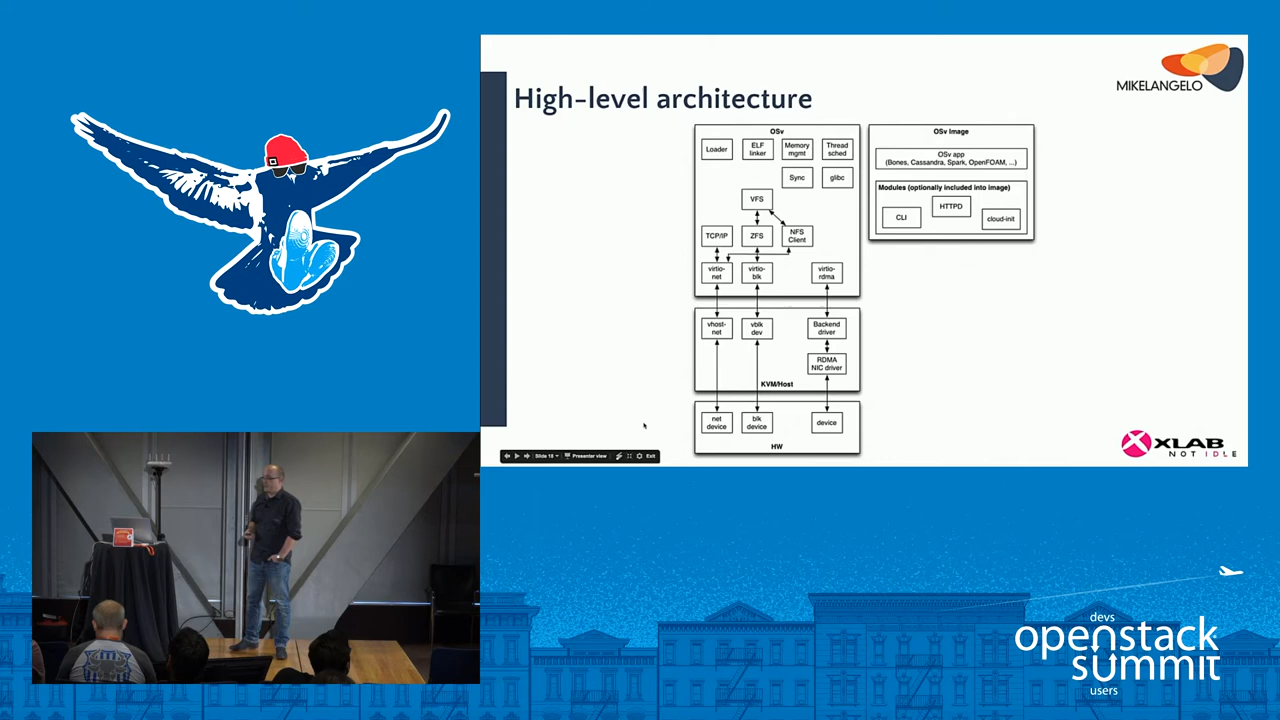 High-level architecture
MIKELANGELO
OSv
Loader
ELF
linker
Memory
mgmt
Thread
sched
Sync
glibc
VFS
TCP/IP
ZFS
NFS
Client
virtio-
net
virtio-
blk
virtio-
rdma
vhost-
net
vblk
dev
Backend
driver
RDMA
NIC driver
KVM/Host
net
device
blk
device
device
HW
OSv Image
OSv app
(Bones, Cassandra, Spark, OpenFOAM, ...)
Modules (optionally included into image)
CLI
HTTPD
cloud-init
Slide 18
Presenter view
Exit
XLAB
NOT IDLE
devs
openstack
summit
users